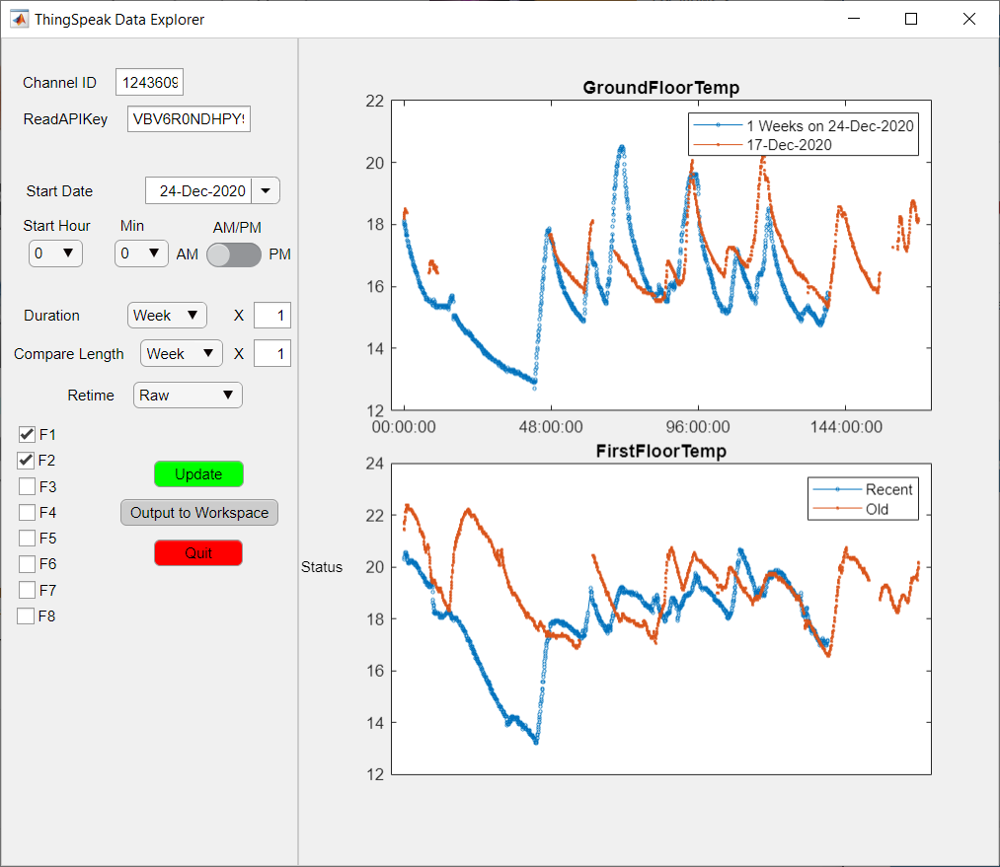 ThingSpeak Data Explorer
Channel ID 1243609
ReadAPIKey VBV6R0NDHPY
Start Date 24-Dec-2020
Start Hour Min AM/PM
0 0 AM PM
Duration Week X 1
Compare Length Week X 1
Retime Raw
F1
F2
F3
F4
F5
F6
F7
F8
Update
Output to Workspace
Quit
Status
GroundFloorTemp
22
20
18
16
14
12
1 Weeks on 24-Dec-2020
17-Dec-2020
00:00:00 48:00:00 96:00:00 144:00:00
FirstFloorTemp
24
22
20
18
16
14
12
Recent
Old